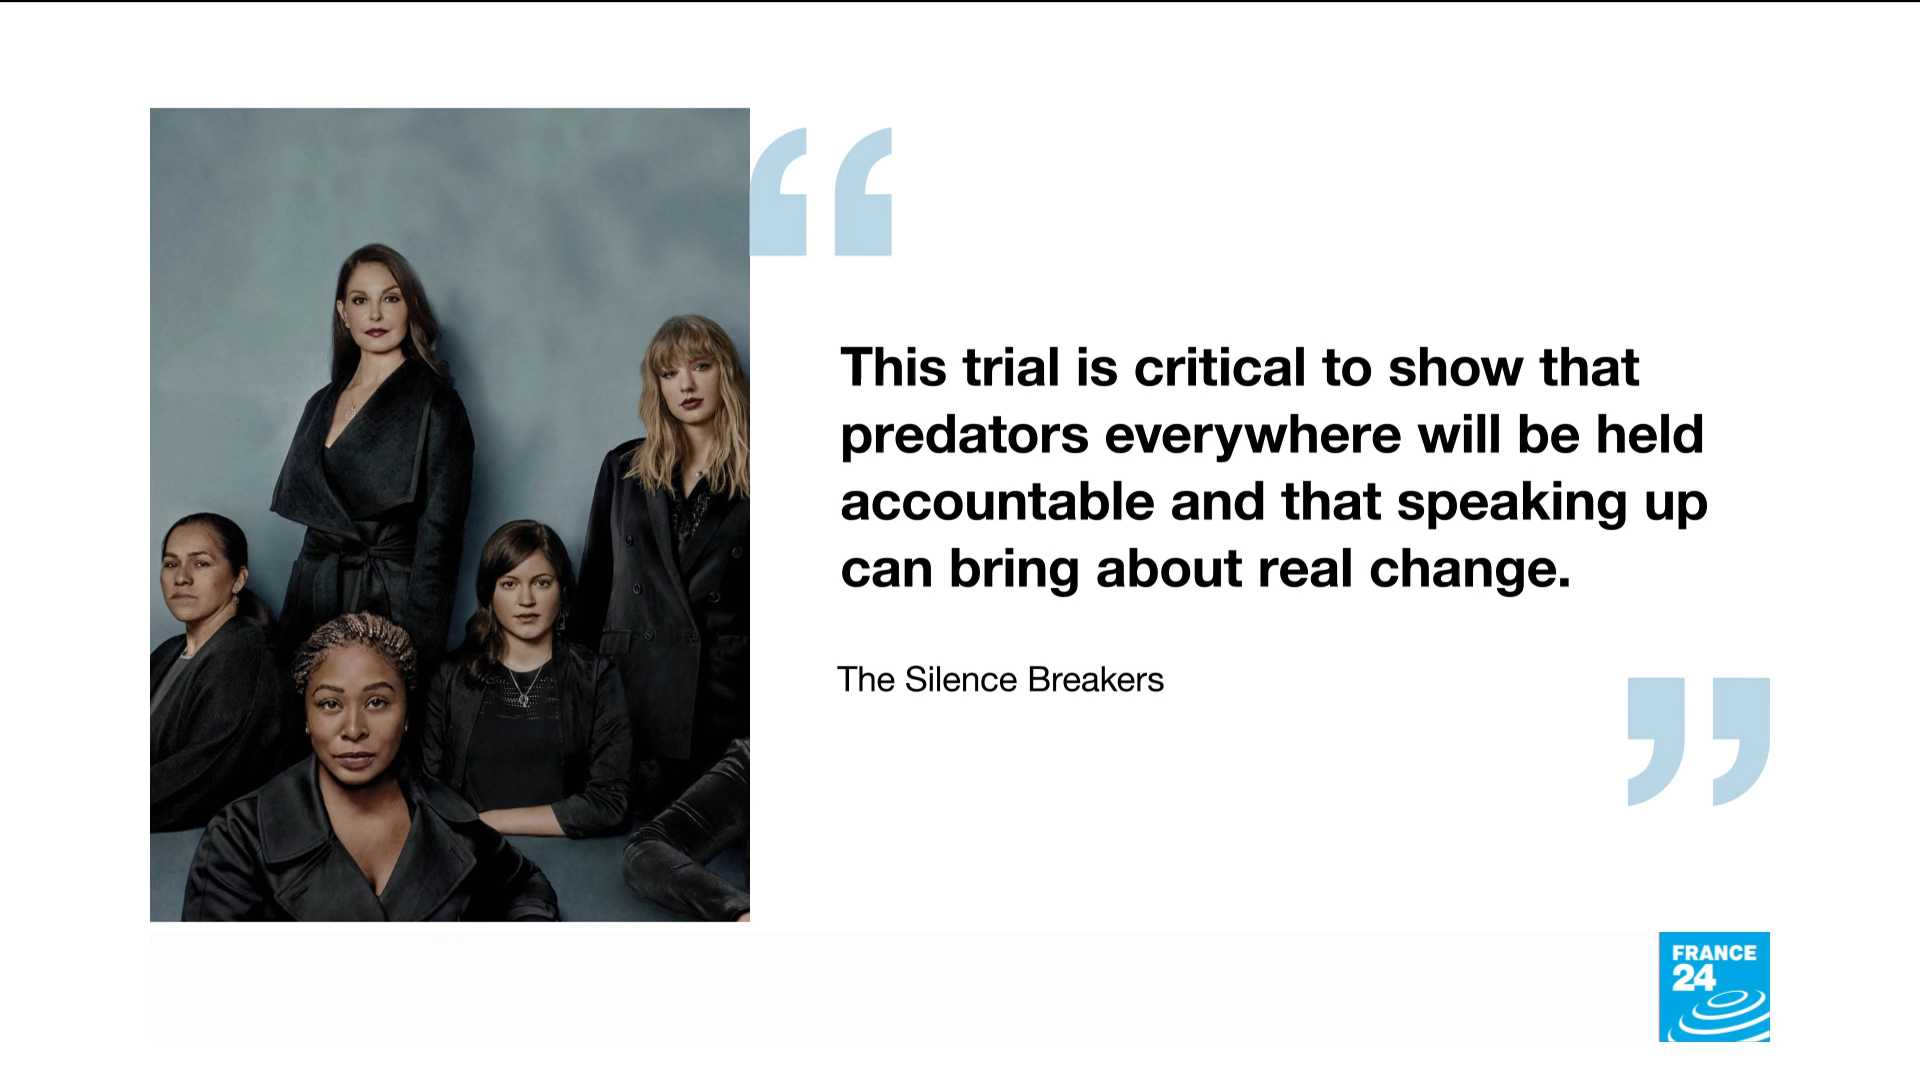 This trial is critical to show that
predators everywhere will be held
accountable and that speaking up
can bring about real change.
The Silence Breakers
FRANCE
24